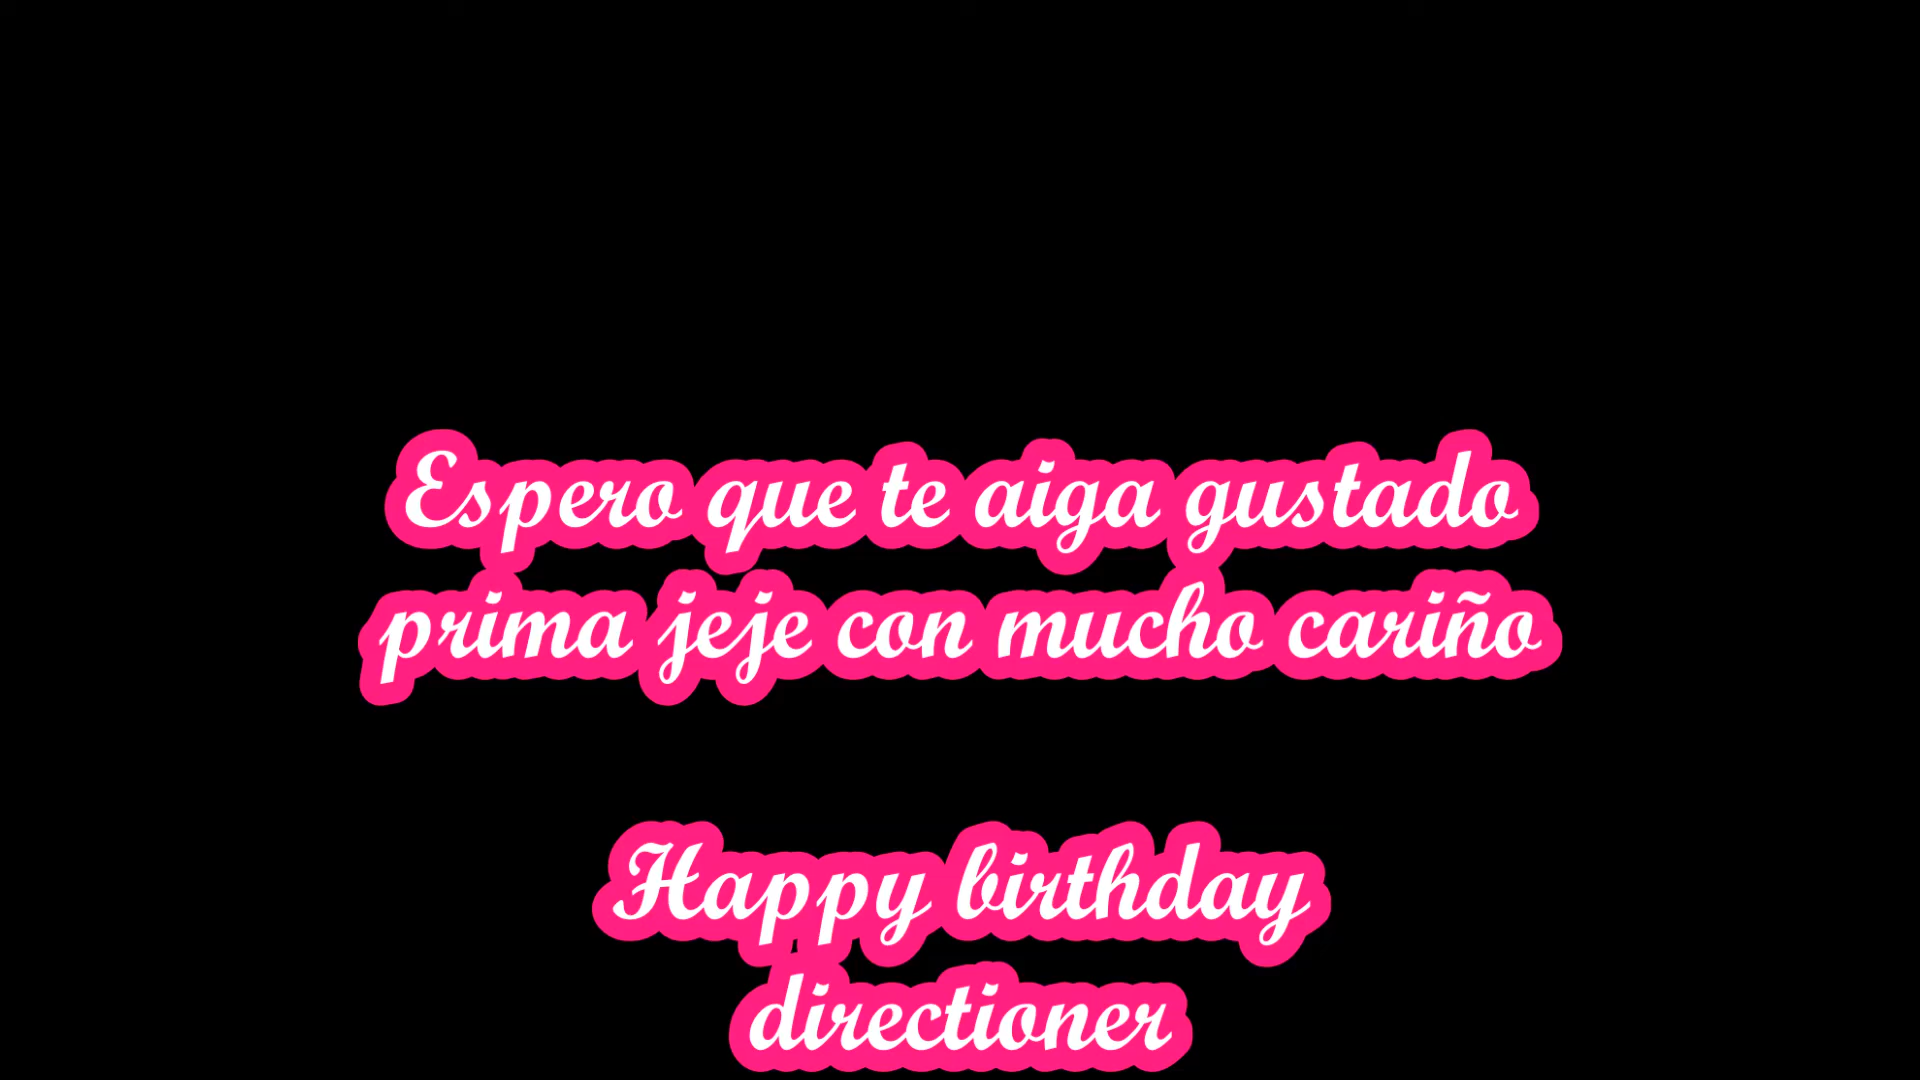 Espero que te aiga gustado
prima jeje con mucho cariño
Happy birthday
directioner